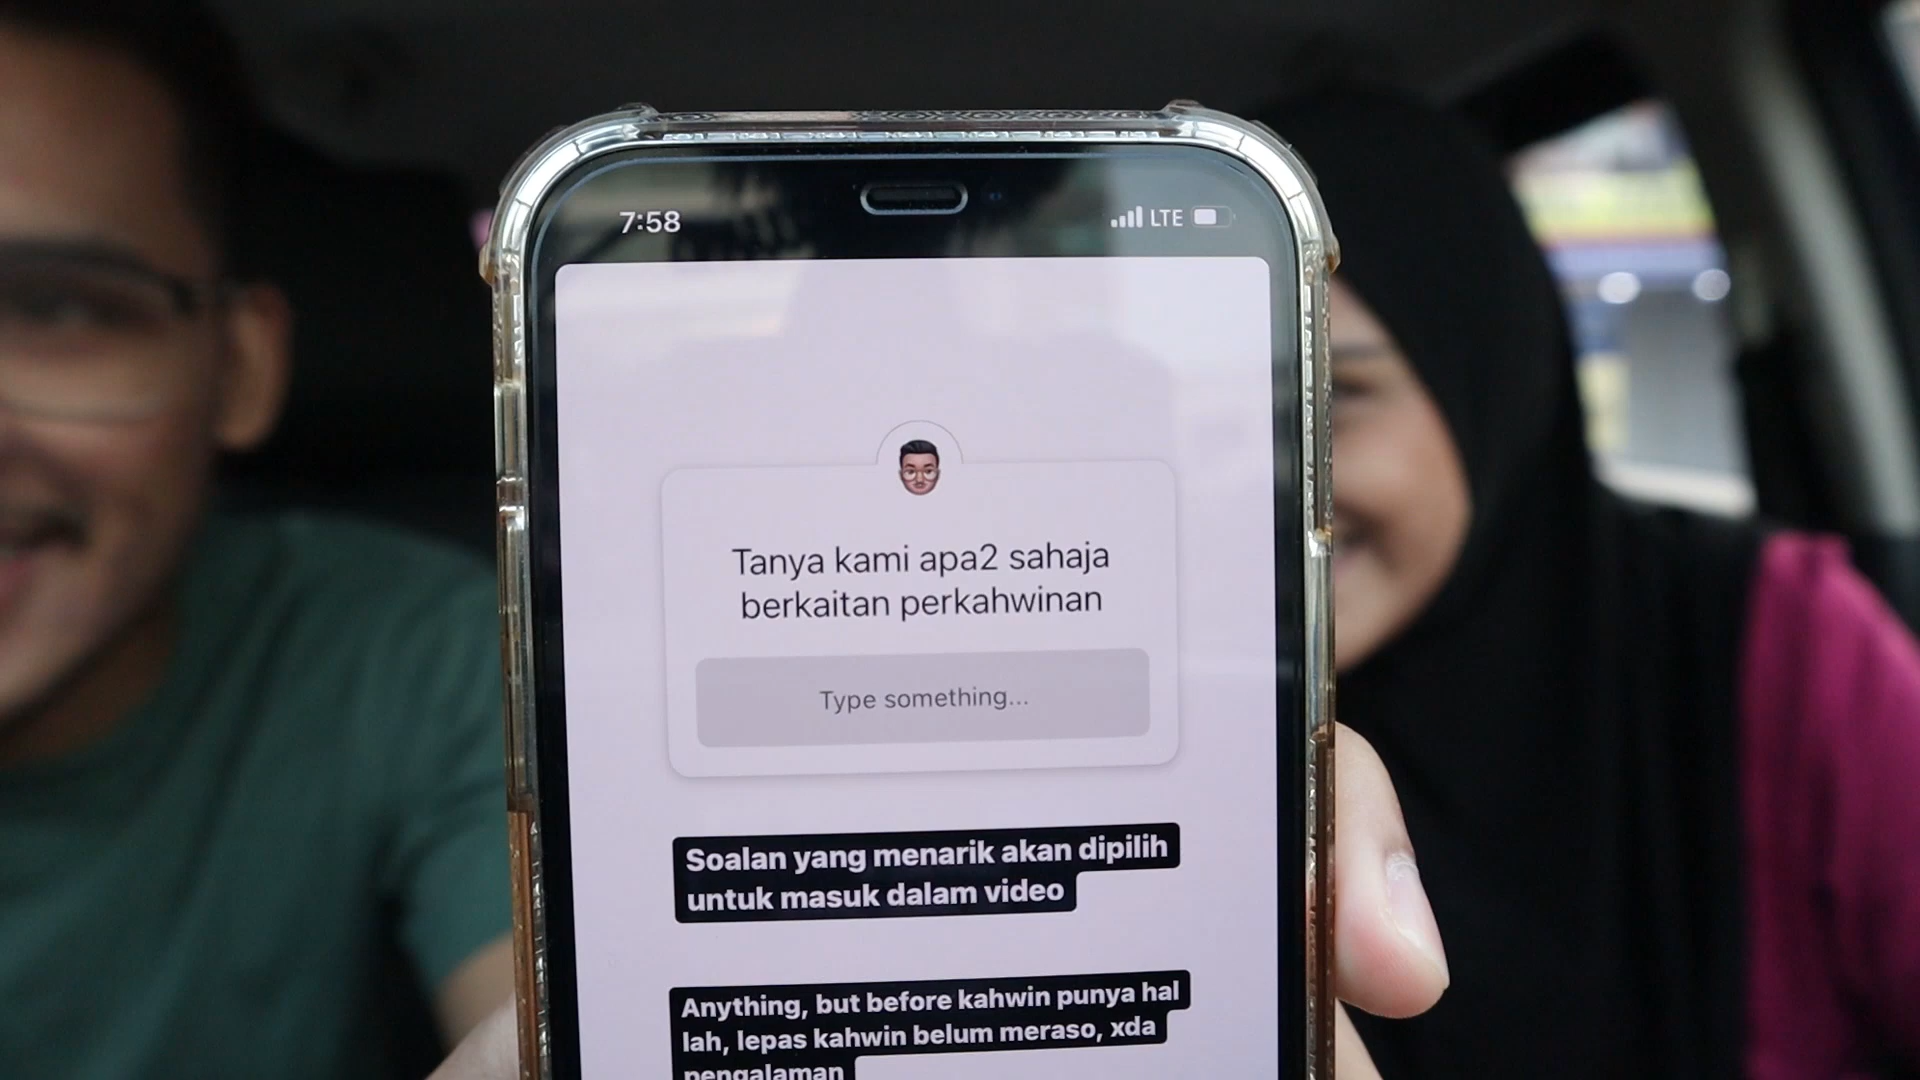 7:58 LTE
Tanya kami apa2 sahaja
berkaitan perkahwinan
Type something...
Soalan yang menarik akan dipilih
untuk masuk dalam video
Anything, but before kahwin punya hal
lah, lepas kahwin belum meraso, xda
pengalaman